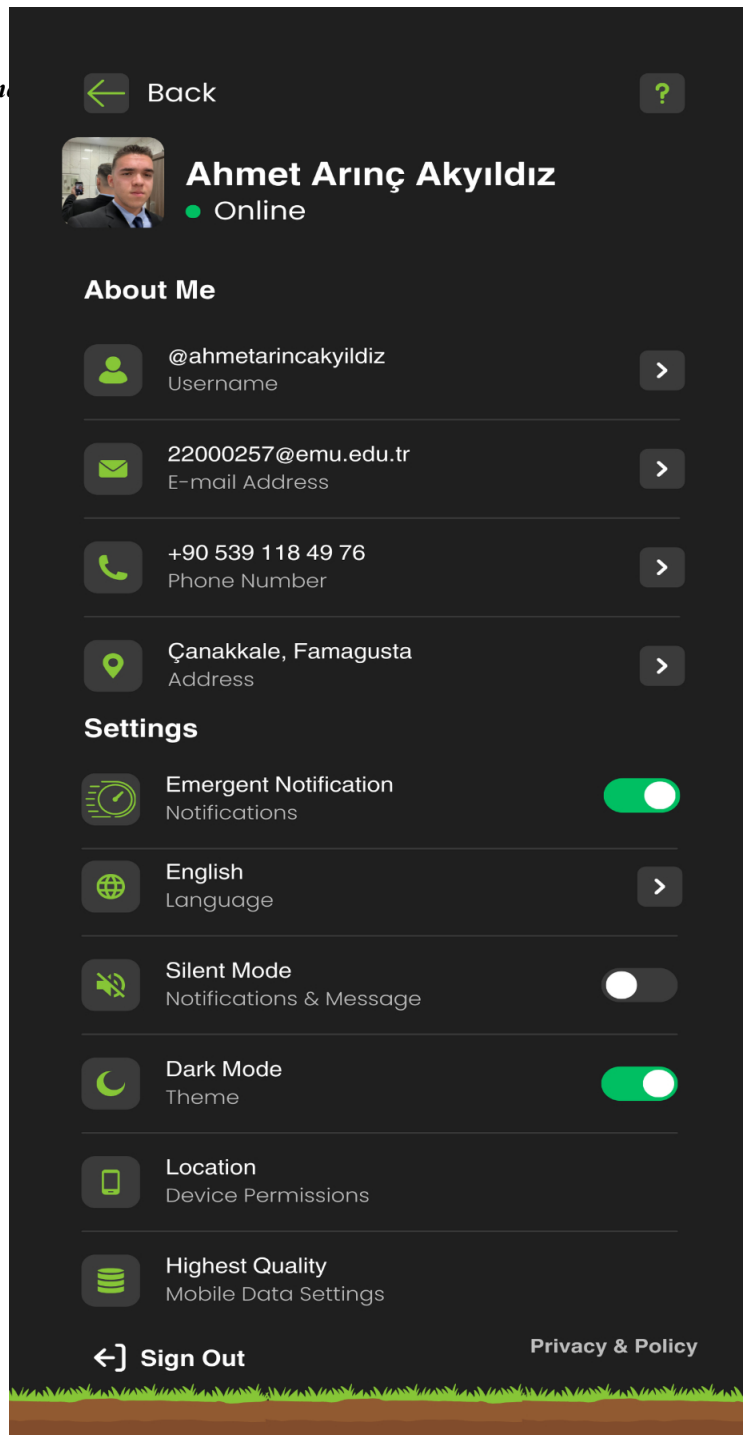 Back
?
Ahmet Arınç Akyıldız
Online
About Me
@ahmetarincakyildiz
Username
22000257@emu.edu.tr
E-mail Address
+90 539 118 49 76
Phone Number
Çanakkale, Famagusta
Address
Settings
Emergent Notification
Notifications
English
Language
Silent Mode
Notifications & Message
Dark Mode
Theme
Location
Device Permissions
Highest Quality
Mobile Data Settings
Sign Out
Privacy & Policy